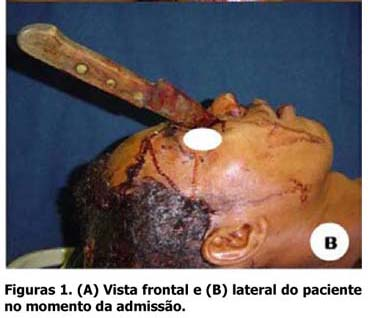 B
Figuras 1. (A) Vista frontal e (B) lateral do paciente
no momento da admissão.